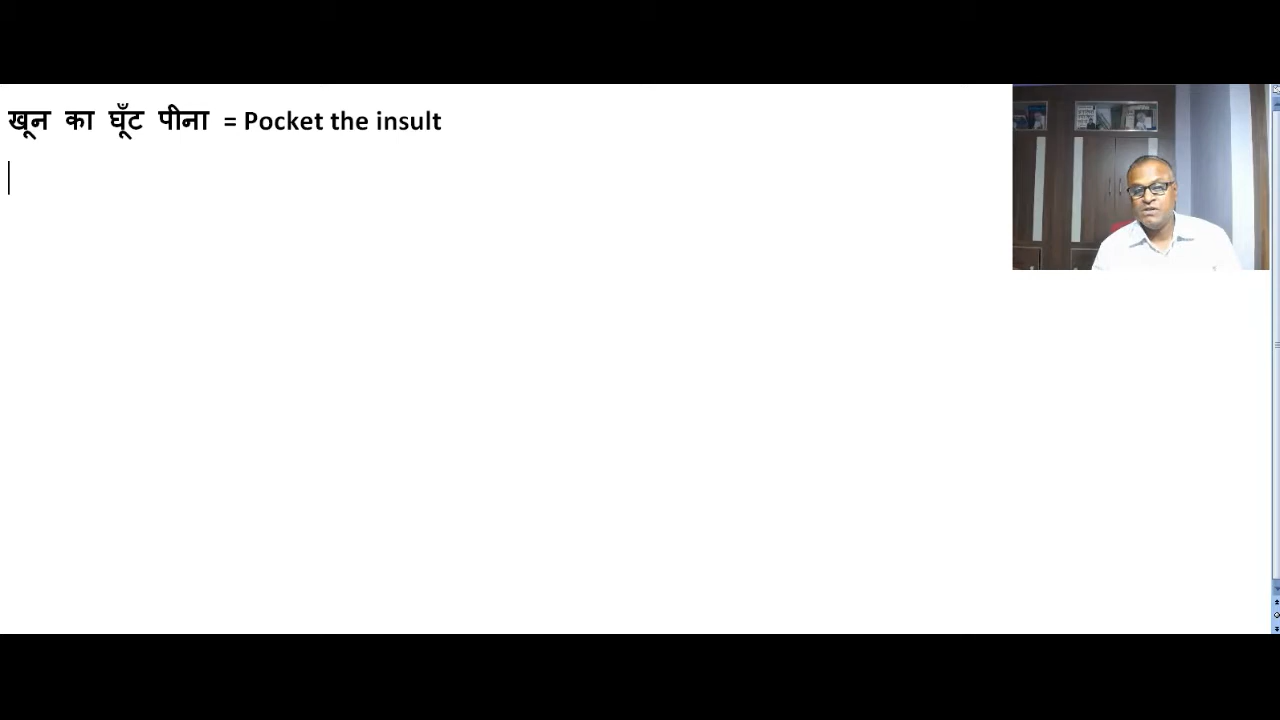 खून का घूँट पीना = Pocket the insult